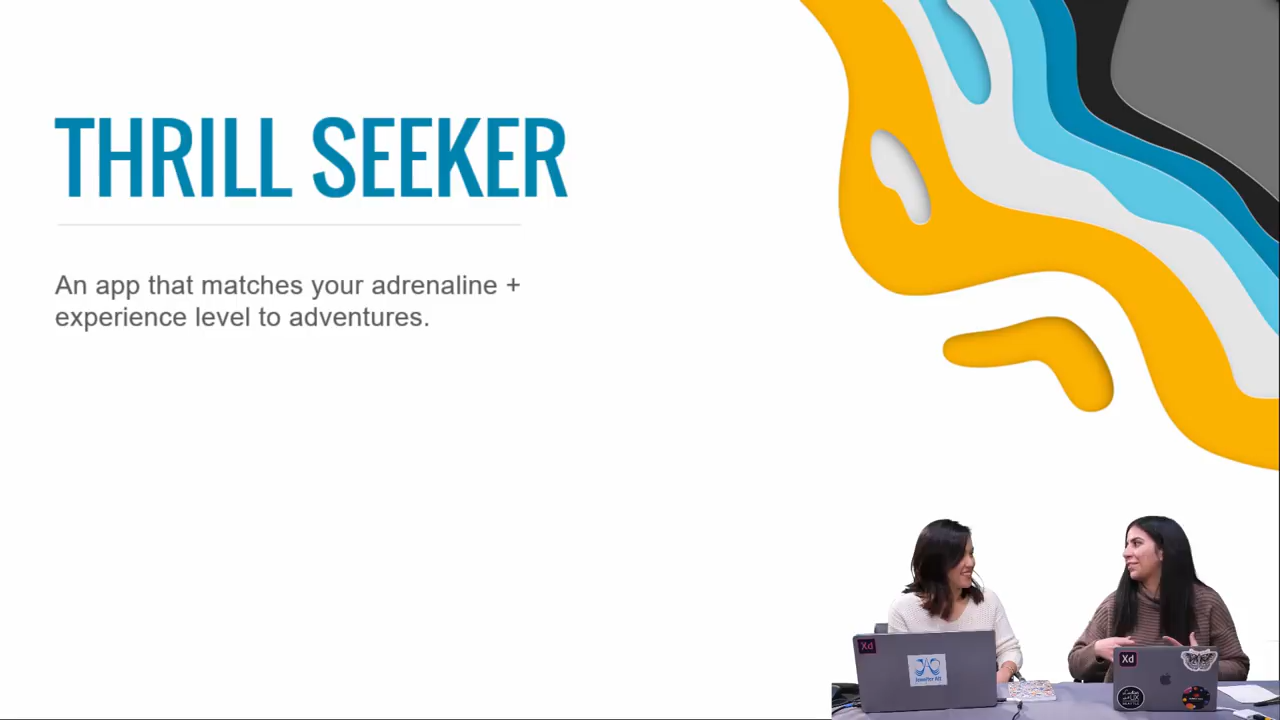 THRILL SEEKER
An app that matches your adrenaline +
experience level to adventures.
Xd
Xd